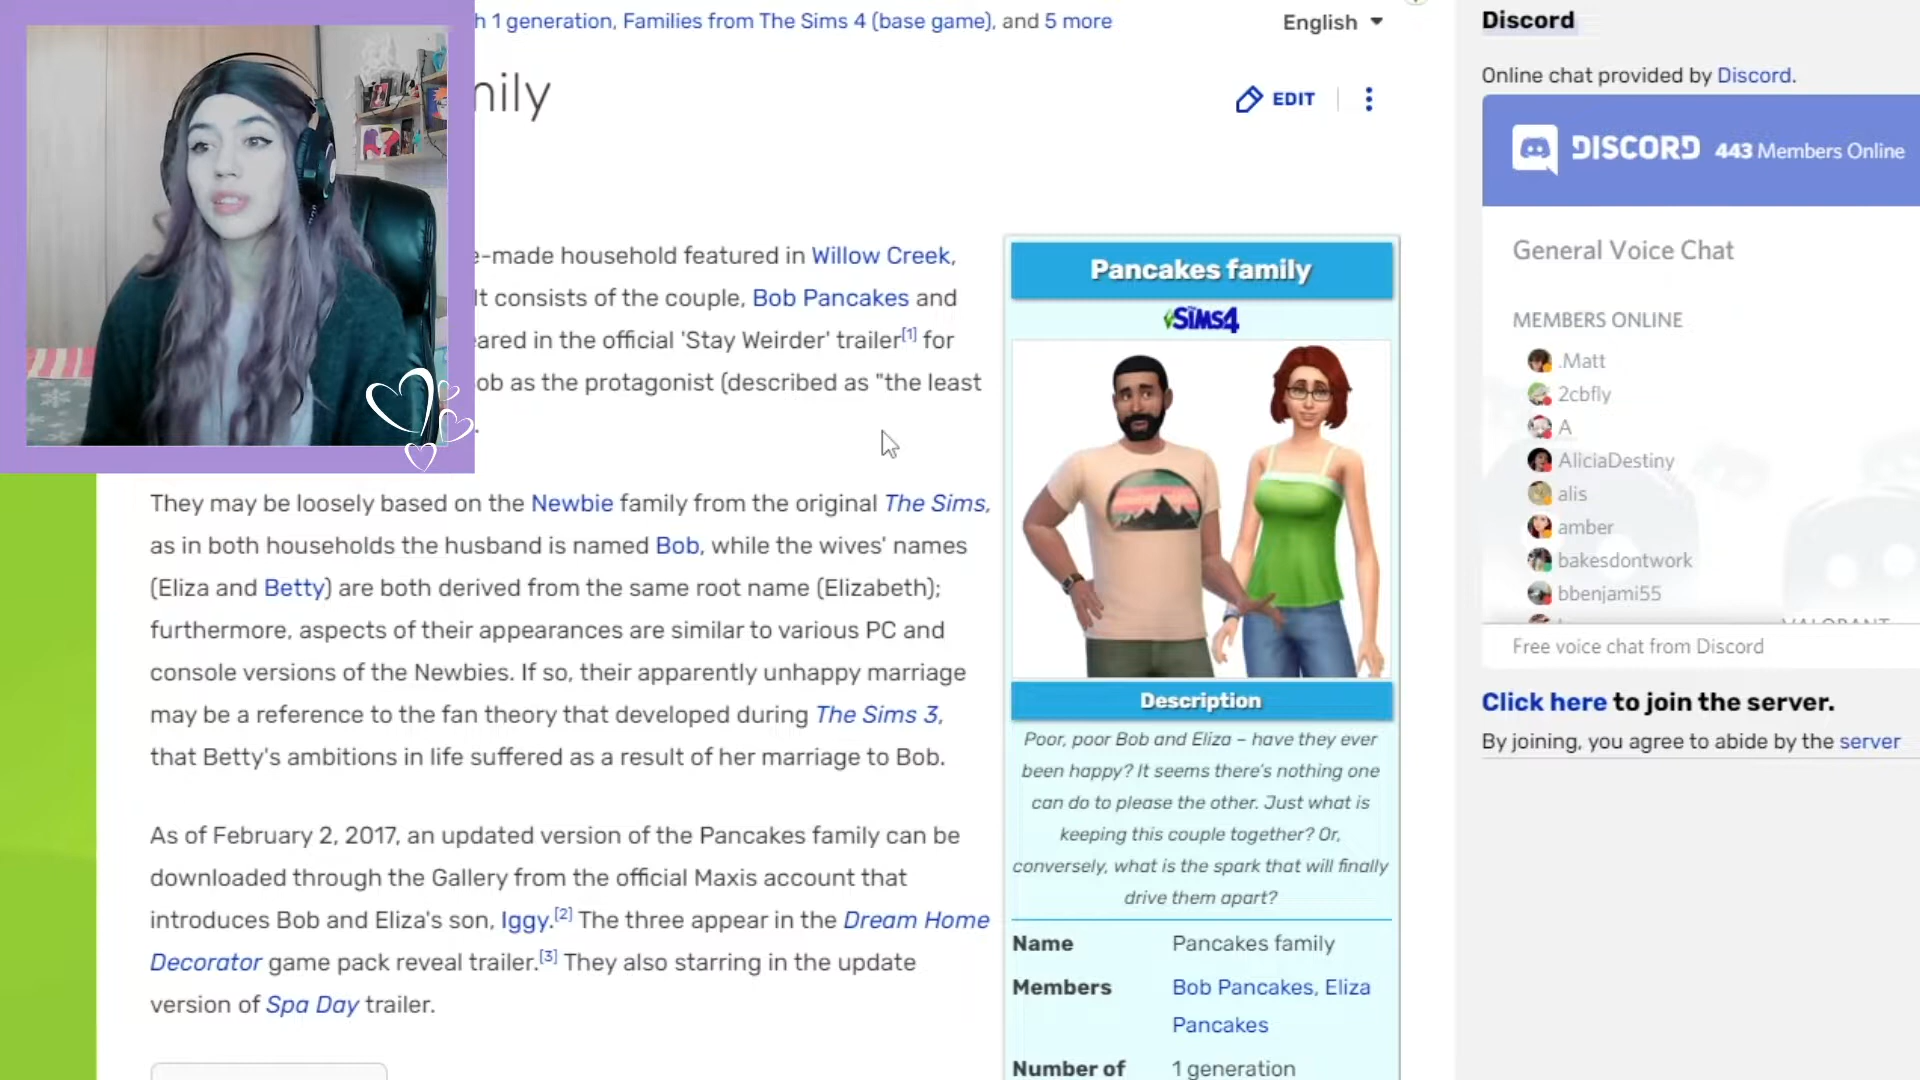 h 1 generation, Families from The Sims 4 (base game), and 5 more
English
nily
EDIT
e-made household featured in Willow Creek,
It consists of the couple, Bob Pancakes and
ared in the official 'Stay Weirder' trailer[1] for
ob as the protagonist (described as "the least
They may be loosely based on the Newbie family from the original The Sims,
as in both households the husband is named Bob, while the wives' names
(Eliza and Betty) are both derived from the same root name (Elizabeth);
furthermore, aspects of their appearances are similar to various PC and
console versions of the Newbies. If so, their apparently unhappy marriage
may be a reference to the fan theory that developed during The Sims 3,
that Betty's ambitions in life suffered as a result of her marriage to Bob.
As of February 2, 2017, an updated version of the Pancakes family can be
downloaded through the Gallery from the official Maxis account that
introduces Bob and Eliza's son, Iggy.[2] The three appear in the Dream Home
Decorator game pack reveal trailer.[3] They also starring in the update
version of Spa Day trailer.
Pancakes family
THE SIMS4
Description
Poor, poor Bob and Eliza – have they ever
been happy? It seems there's nothing one
can do to please the other. Just what is
keeping this couple together? Or,
conversely, what is the spark that will finally
drive them apart?
Name Pancakes family
Members Bob Pancakes, Eliza
Pancakes
Number of 1 generation
Discord
Online chat provided by Discord.
DISCORD 443 Members Online
General Voice Chat
MEMBERS ONLINE
.Matt
2cbfly
A
AliciaDestiny
alis
amber
bakesdontwork
bbenjami55
VALORANT
Free voice chat from Discord
Click here to join the server.
By joining, you agree to abide by the server